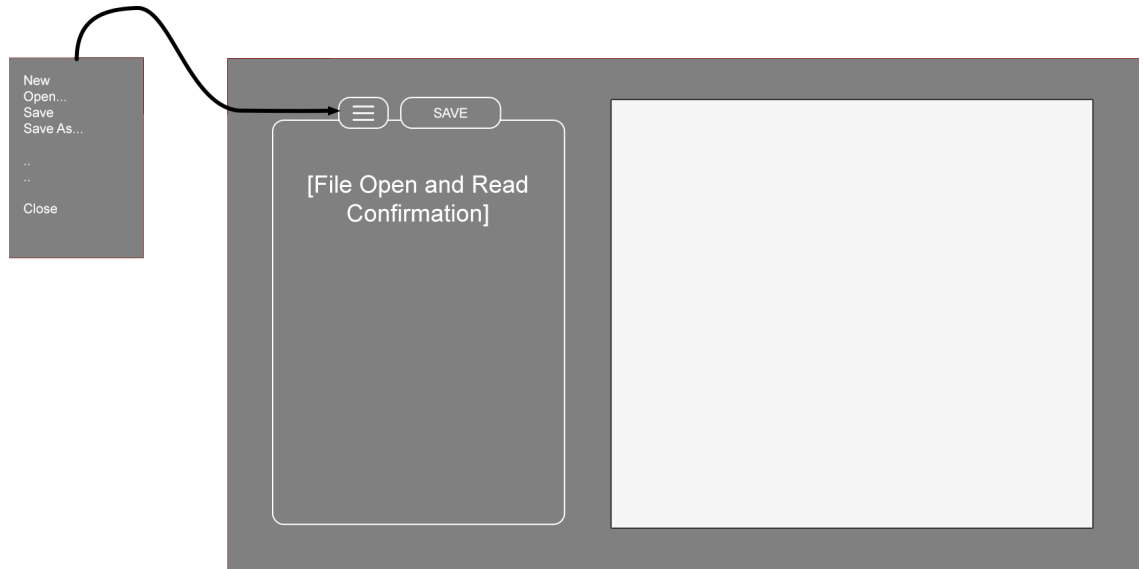 New
Open...
Save
Save As...
..
..
Close
SAVE
[File Open and Read
Confirmation]